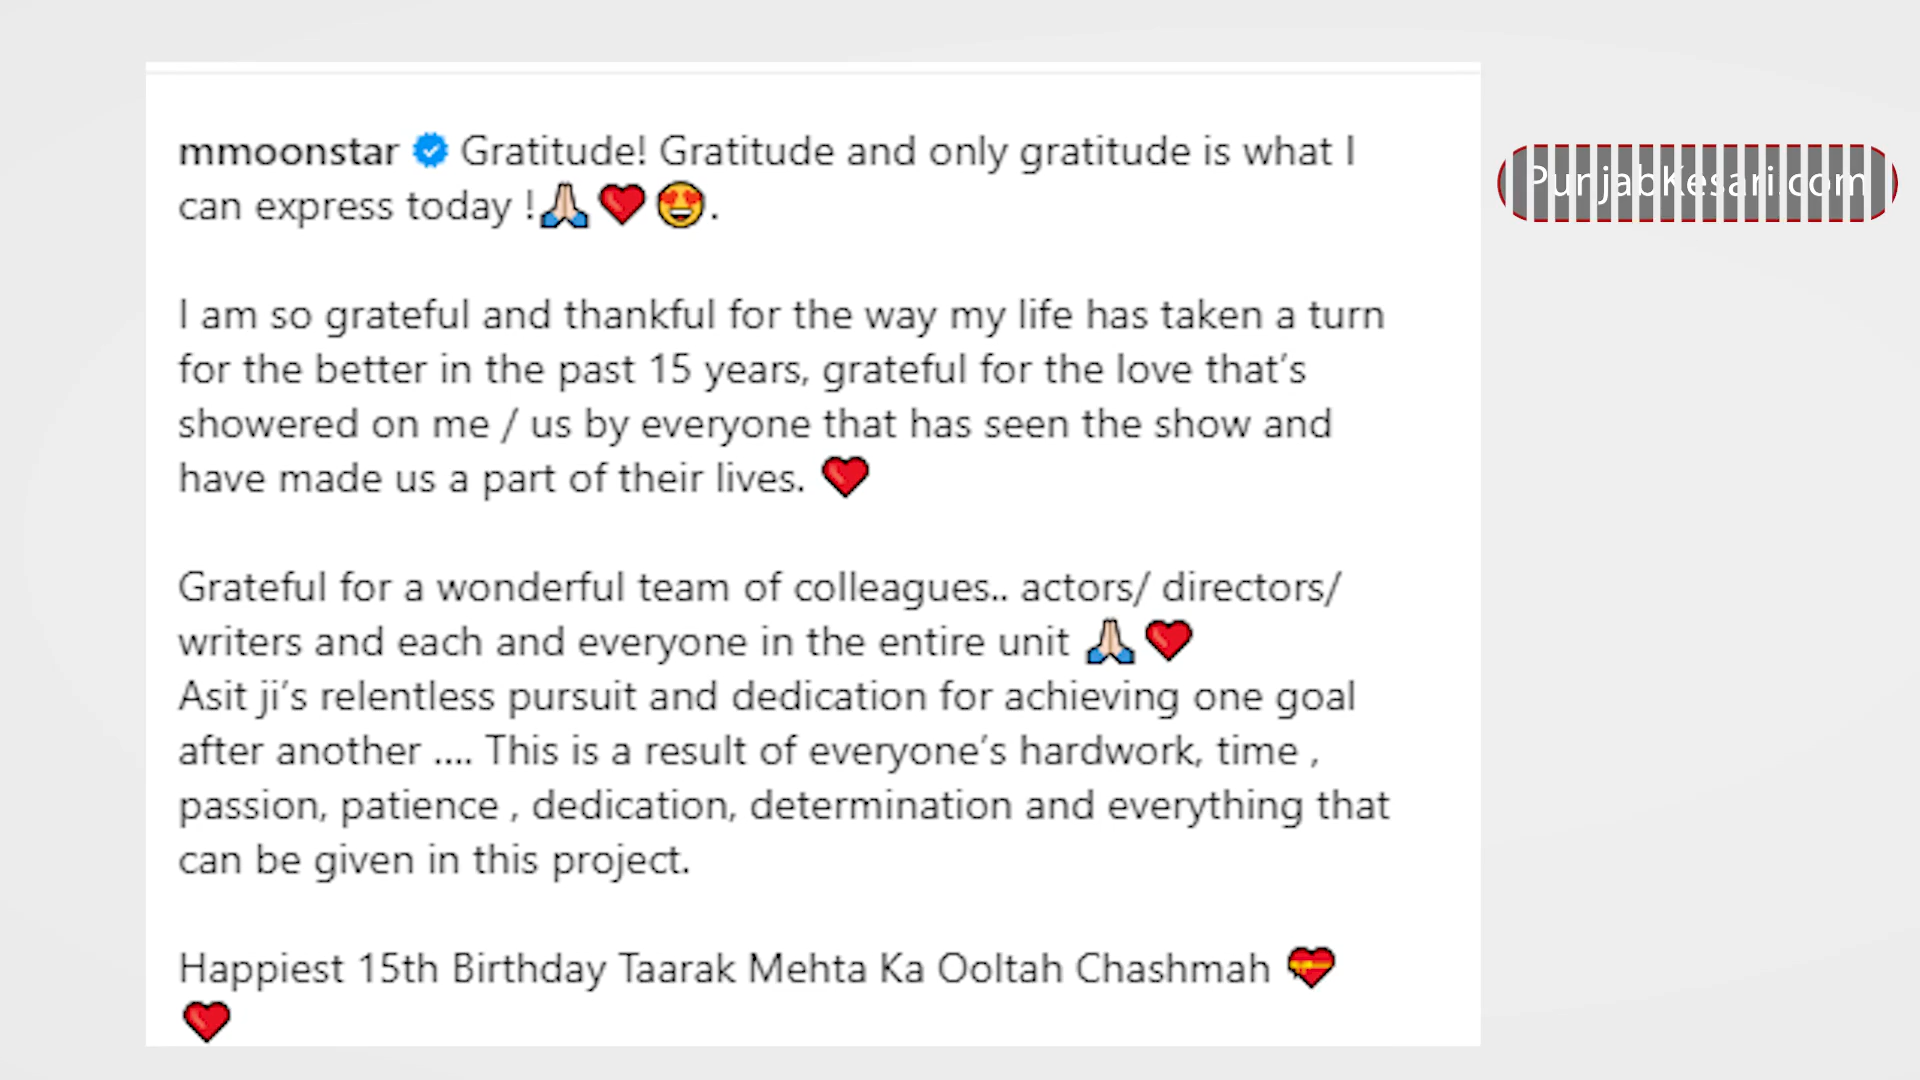 mmoonstar Gratitude! Gratitude and only gratitude is what I
can express today !🙏🏻❤️😍.
I am so grateful and thankful for the way my life has taken a turn
for the better in the past 15 years, grateful for the love that’s
showered on me / us by everyone that has seen the show and
have made us a part of their lives. ❤️
Grateful for a wonderful team of colleagues.. actors/ directors/
writers and each and everyone in the entire unit 🙏🏻❤️
Asit ji’s relentless pursuit and dedication for achieving one goal
after another .... This is a result of everyone’s hardwork, time ,
passion, patience , dedication, determination and everything that
can be given in this project.
Happiest 15th Birthday Taarak Mehta Ka Ooltah Chashmah 💝
❤️
PunjabKesari.com